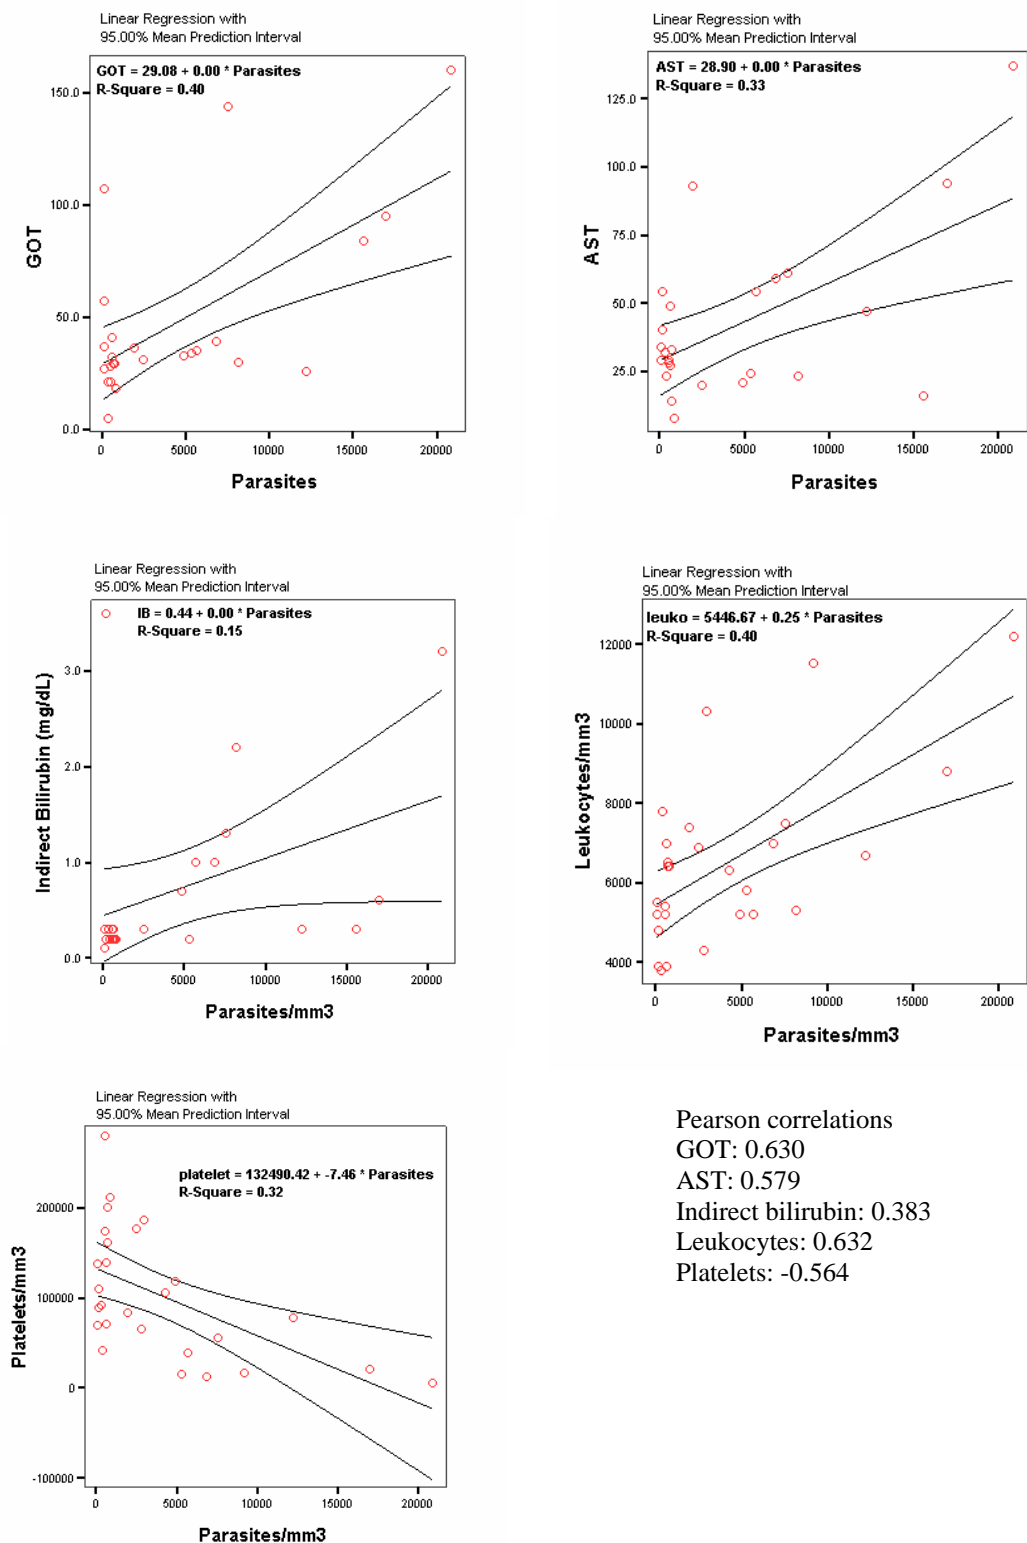 Linear Regression with
95.00% Mean Prediction Interval
GOT = 29.08 + 0.00 * Parasites
R-Square = 0.40
150.0
100.0
50.0
0.0
GOT
0 5000 10000 15000 20000
Parasites
Linear Regression with
95.00% Mean Prediction Interval
AST = 28.90 + 0.00 * Parasites
R-Square = 0.33
125.0
100.0
75.0
50.0
25.0
AST
0 5000 10000 15000 20000
Parasites
Linear Regression with
95.00% Mean Prediction Interval
IB = 0.44 + 0.00 * Parasites
R-Square = 0.15
3.0
2.0
1.0
0.0
Indirect Bilirubin (mg/dL)
0 5000 10000 15000 20000
Parasites/mm3
Linear Regression with
95.00% Mean Prediction Interval
leuko = 5446.67 + 0.25 * Parasites
R-Square = 0.40
12000
10000
8000
6000
4000
Leukocytes/mm3
0 5000 10000 15000 20000
Parasites/mm3
Linear Regression with
95.00% Mean Prediction Interval
platelet = 132490.42 + -7.46 * Parasites
R-Square = 0.32
200000
100000
0
-100000
Platelets/mm3
0 5000 10000 15000 20000
Parasites/mm3
Pearson correlations
GOT: 0.630
AST: 0.579
Indirect bilirubin: 0.383
Leukocytes: 0.632
Platelets: -0.564